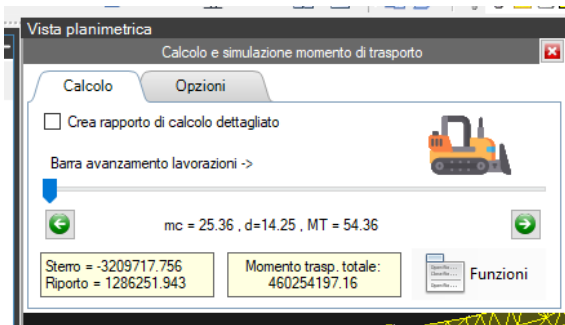 Vista planimetrica
Calcolo e simulazione momento di trasporto
Calcolo
Opzioni
Crea rapporto di calcolo dettagliato
Barra avanzamento lavorazioni ->
mc = 25.36 , d=14.25 , MT = 54.36
Sterro = -3209717.756
Riporto = 1286251.943
Momento trasp. totale:
460254197.16
Funzioni